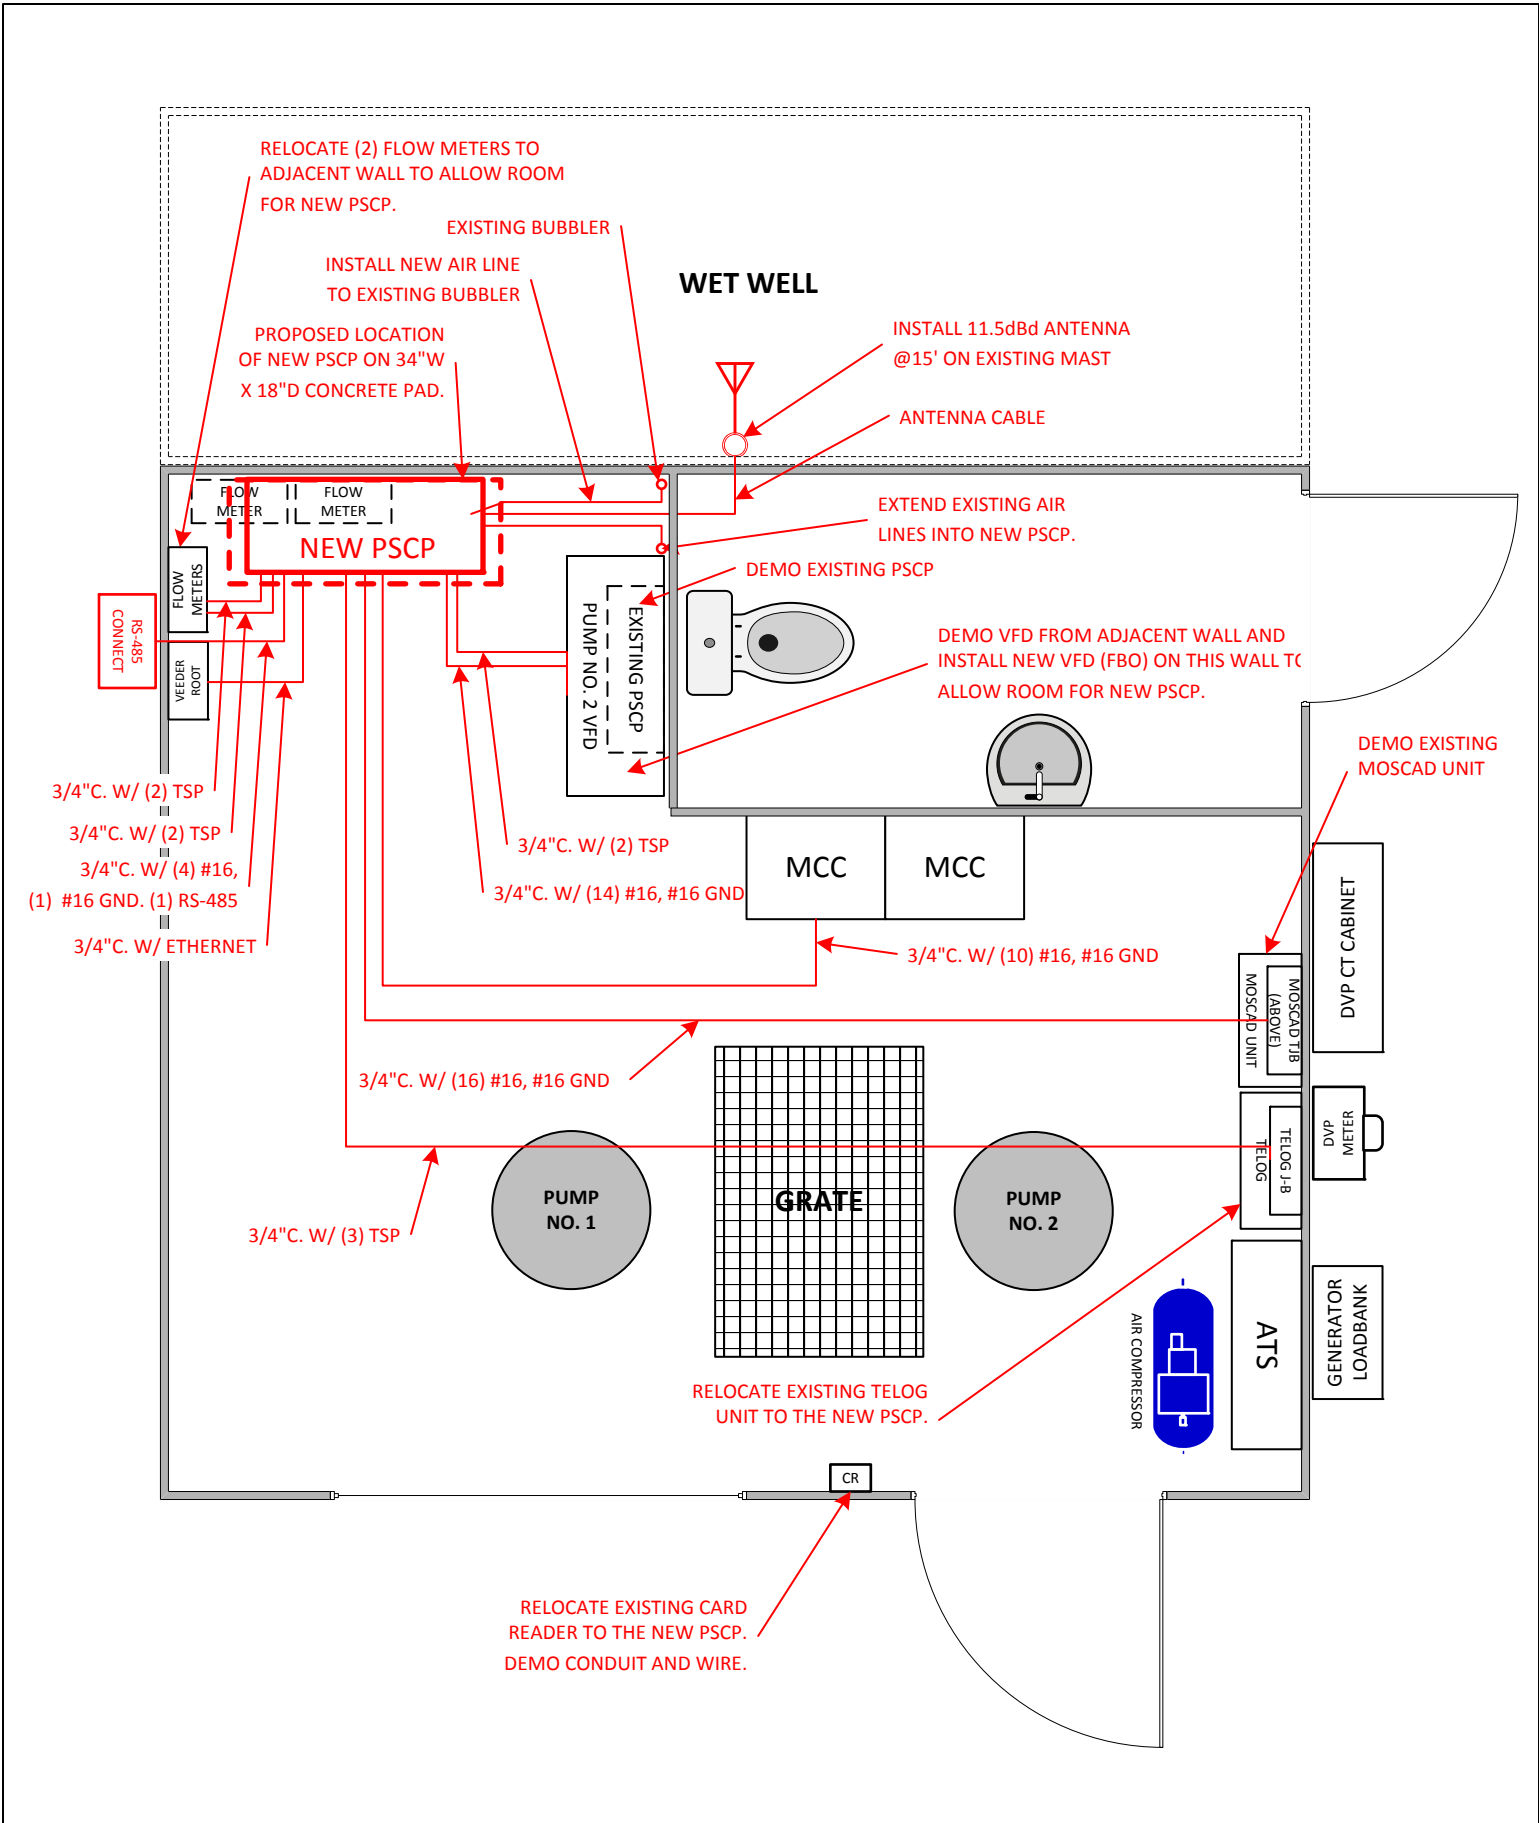 RELOCATE (2) FLOW METERS TO
ADJACENT WALL TO ALLOW ROOM
FOR NEW PSCP.
EXISTING BUBBLER
INSTALL NEW AIR LINE
TO EXISTING BUBBLER
WET WELL
PROPOSED LOCATION
OF NEW PSCP ON 34"W
X 18"D CONCRETE PAD.
INSTALL 11.5dBd ANTENNA
@15' ON EXISTING MAST
ANTENNA CABLE
FLOW
METER
FLOW
METER
NEW PSCP
EXTEND EXISTING AIR
LINES INTO NEW PSCP.
DEMO EXISTING PSCP
FLOW
METERS
RS-485
CONNECT
VEEDER
ROOT
EXISTING PSCP
PUMP NO. 2 VFD
DEMO VFD FROM ADJACENT WALL AND
INSTALL NEW VFD (FBO) ON THIS WALL TO
ALLOW ROOM FOR NEW PSCP.
DEMO EXISTING
MOSCAD UNIT
3/4"C. W/ (2) TSP
3/4"C. W/ (2) TSP
3/4"C. W/ (4) #16,
(1) #16 GND. (1) RS-485
3/4"C. W/ ETHERNET
3/4"C. W/ (2) TSP
3/4"C. W/ (14) #16, #16 GND
MCC
MCC
3/4"C. W/ (10) #16, #16 GND
DVP CT CABINET
MOSCAD TJB
(ABOVE)
MOSCAD UNIT
3/4"C. W/ (16) #16, #16 GND
DVP
METER
TELOG J-B
TELOG
PUMP
NO. 1
GRATE
PUMP
NO. 2
3/4"C. W/ (3) TSP
AIR COMPRESSOR
ATS
GENERATOR
LOADBANK
RELOCATE EXISTING TELOG
UNIT TO THE NEW PSCP.
CR
RELOCATE EXISTING CARD
READER TO THE NEW PSCP.
DEMO CONDUIT AND WIRE.